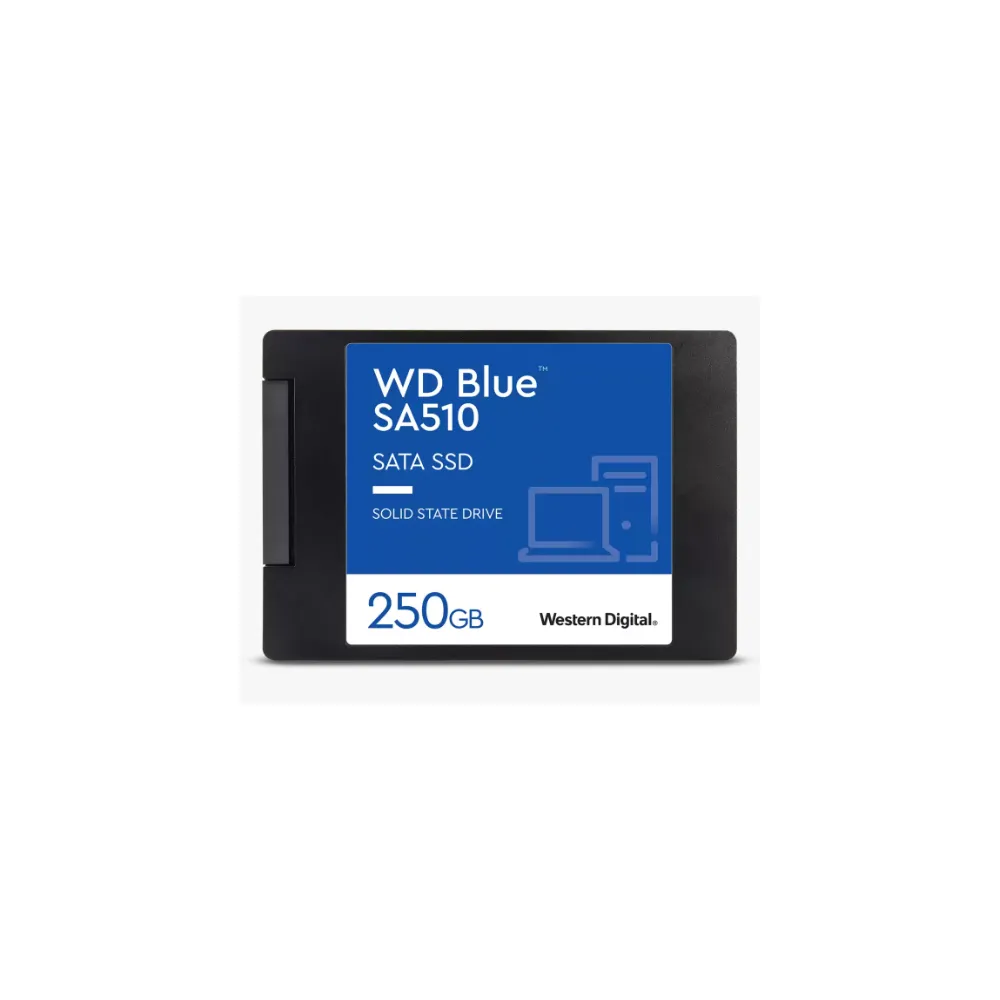 WD Blue™
SA510
SATA SSD
SOLID STATE DRIVE
250GB
Western Digital®